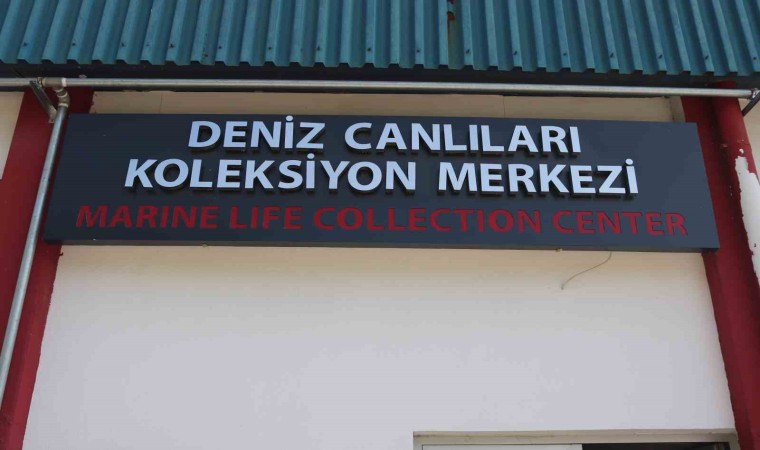 DENİZ CANLILARI
KOLEKSİYON MERKEZİ
MARINE LIFE COLLECTION CENTER